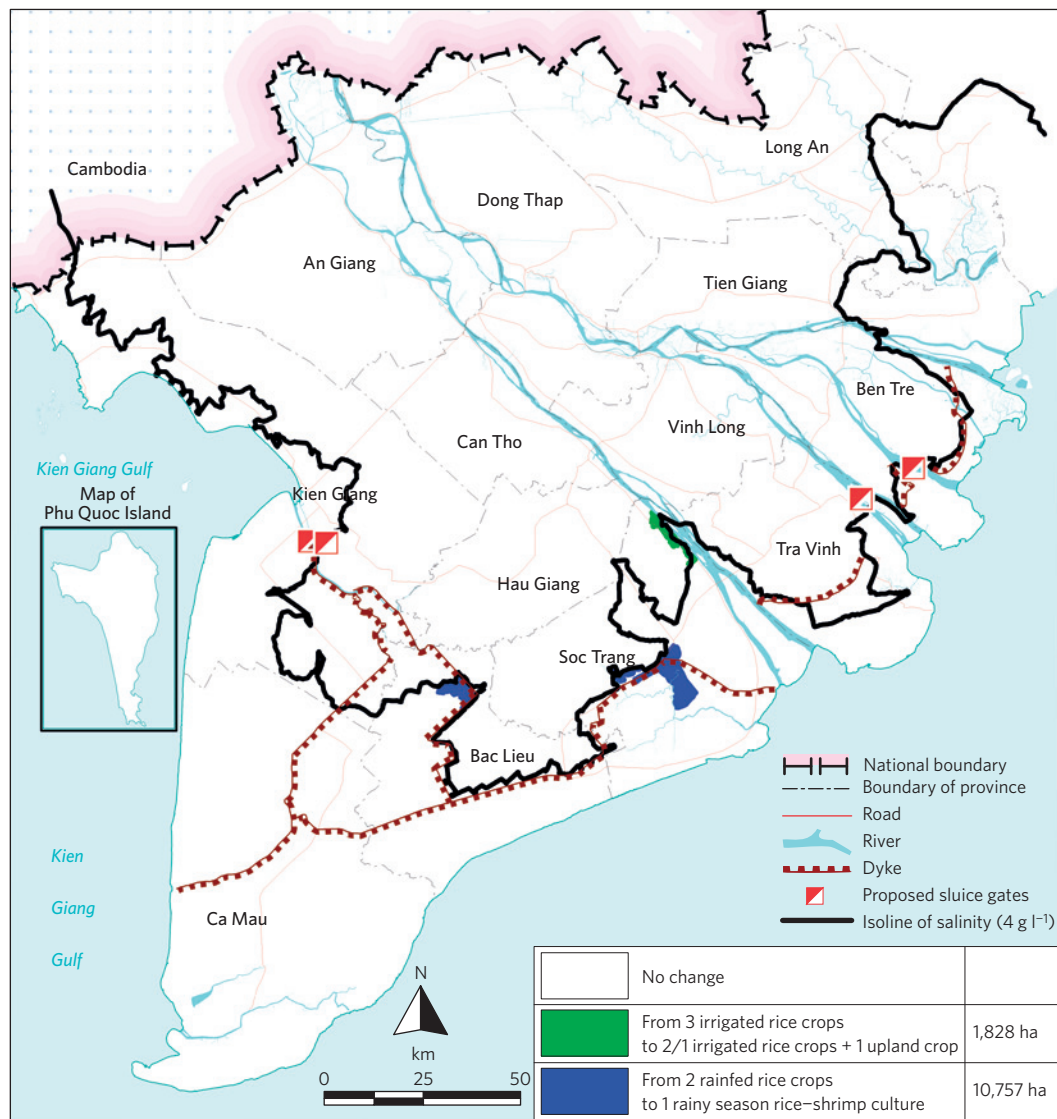 Cambodia
Long An
Dong Thap
An Giang
Tien Giang
Ben Tre
Vinh Long
Can Tho
Kien Giang Gulf
Map of
Phu Quoc Island
Kien Giang
Tra Vinh
Hau Giang
Soc Trang
Bac Lieu
Kien
Giang
Gulf
Ca Mau
National boundary
Boundary of province
Road
River
Dyke
Proposed sluice gates
Isoline of salinity (4 g l⁻¹)
N
km
0 25 50
No change
From 3 irrigated rice crops
to 2/1 irrigated rice crops + 1 upland crop
1,828 ha
From 2 rainfed rice crops
to 1 rainy season rice–shrimp culture
10,757 ha